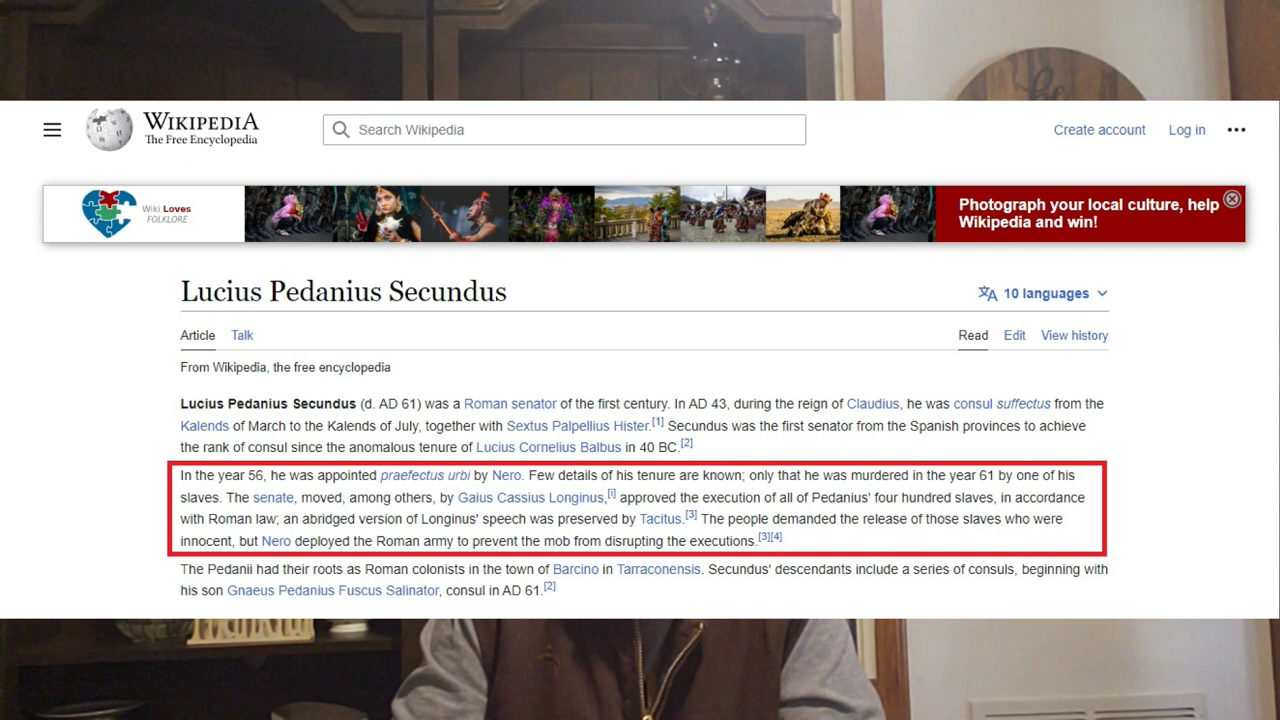 be
WIKIPEDIA
The Free Encyclopedia
Search Wikipedia
Create account Log in
Wiki Loves
FOLKLORE
Photograph your local culture, help
Wikipedia and win!
Lucius Pedanius Secundus
10 languages
Article Talk
Read Edit View history
From Wikipedia, the free encyclopedia
Lucius Pedanius Secundus (d. AD 61) was a Roman senator of the first century. In AD 43, during the reign of Claudius, he was consul suffectus from the
Kalends of March to the Kalends of July, together with Sextus Palpellius Hister.[1] Secundus was the first senator from the Spanish provinces to achieve
the rank of consul since the anomalous tenure of Lucius Cornelius Balbus in 40 BC.[2]
In the year 56, he was appointed praefectus urbi by Nero. Few details of his tenure are known; only that he was murdered in the year 61 by one of his
slaves. The senate, moved, among others, by Gaius Cassius Longinus,[i] approved the execution of all of Pedanius' four hundred slaves, in accordance
with Roman law; an abridged version of Longinus' speech was preserved by Tacitus.[3] The people demanded the release of those slaves who were
innocent, but Nero deployed the Roman army to prevent the mob from disrupting the executions.[3][4]
The Pedanii had their roots as Roman colonists in the town of Barcino in Tarraconensis. Secundus' descendants include a series of consuls, beginning with
his son Gnaeus Pedanius Fuscus Salinator, consul in AD 61.[2]
thankful